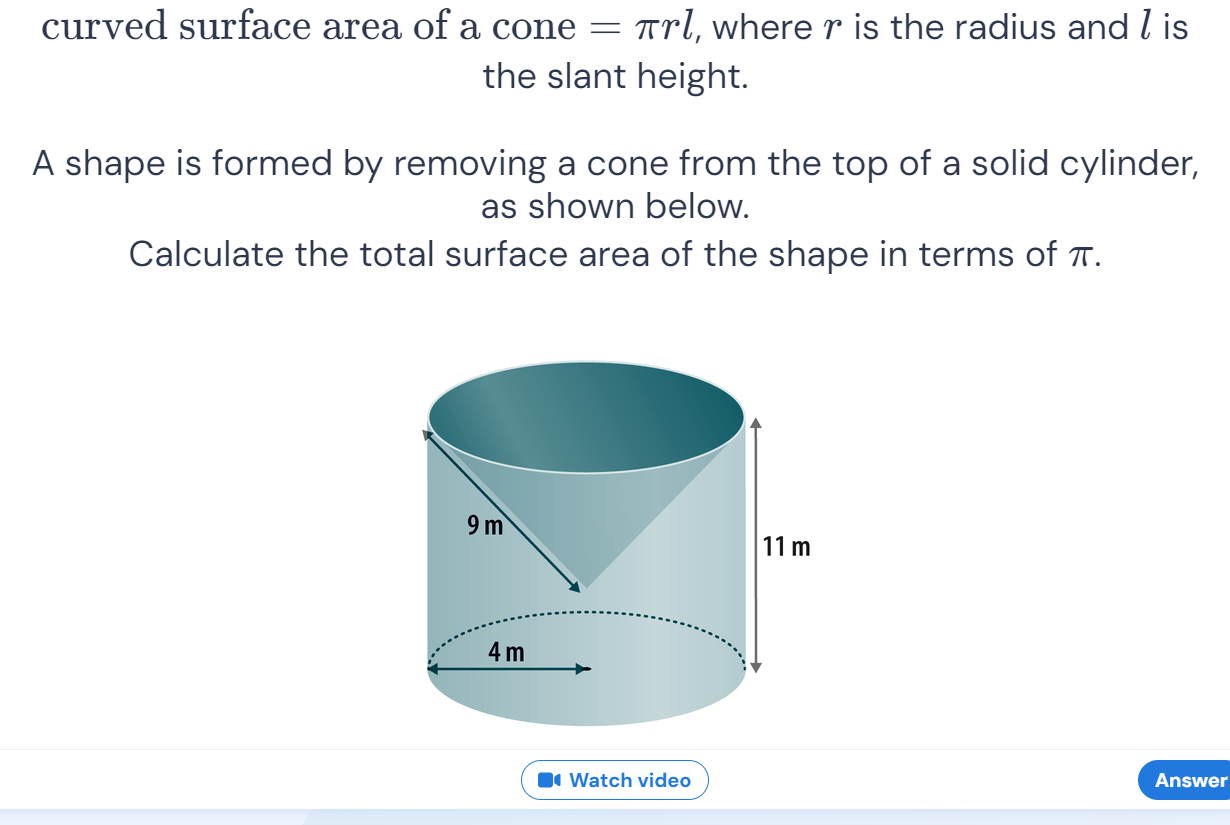 curved surface area of a cone = πrl, where r is the radius and l is
the slant height.
A shape is formed by removing a cone from the top of a solid cylinder,
as shown below.
Calculate the total surface area of the shape in terms of π.
9 m
11 m
4 m
Watch video
Answer